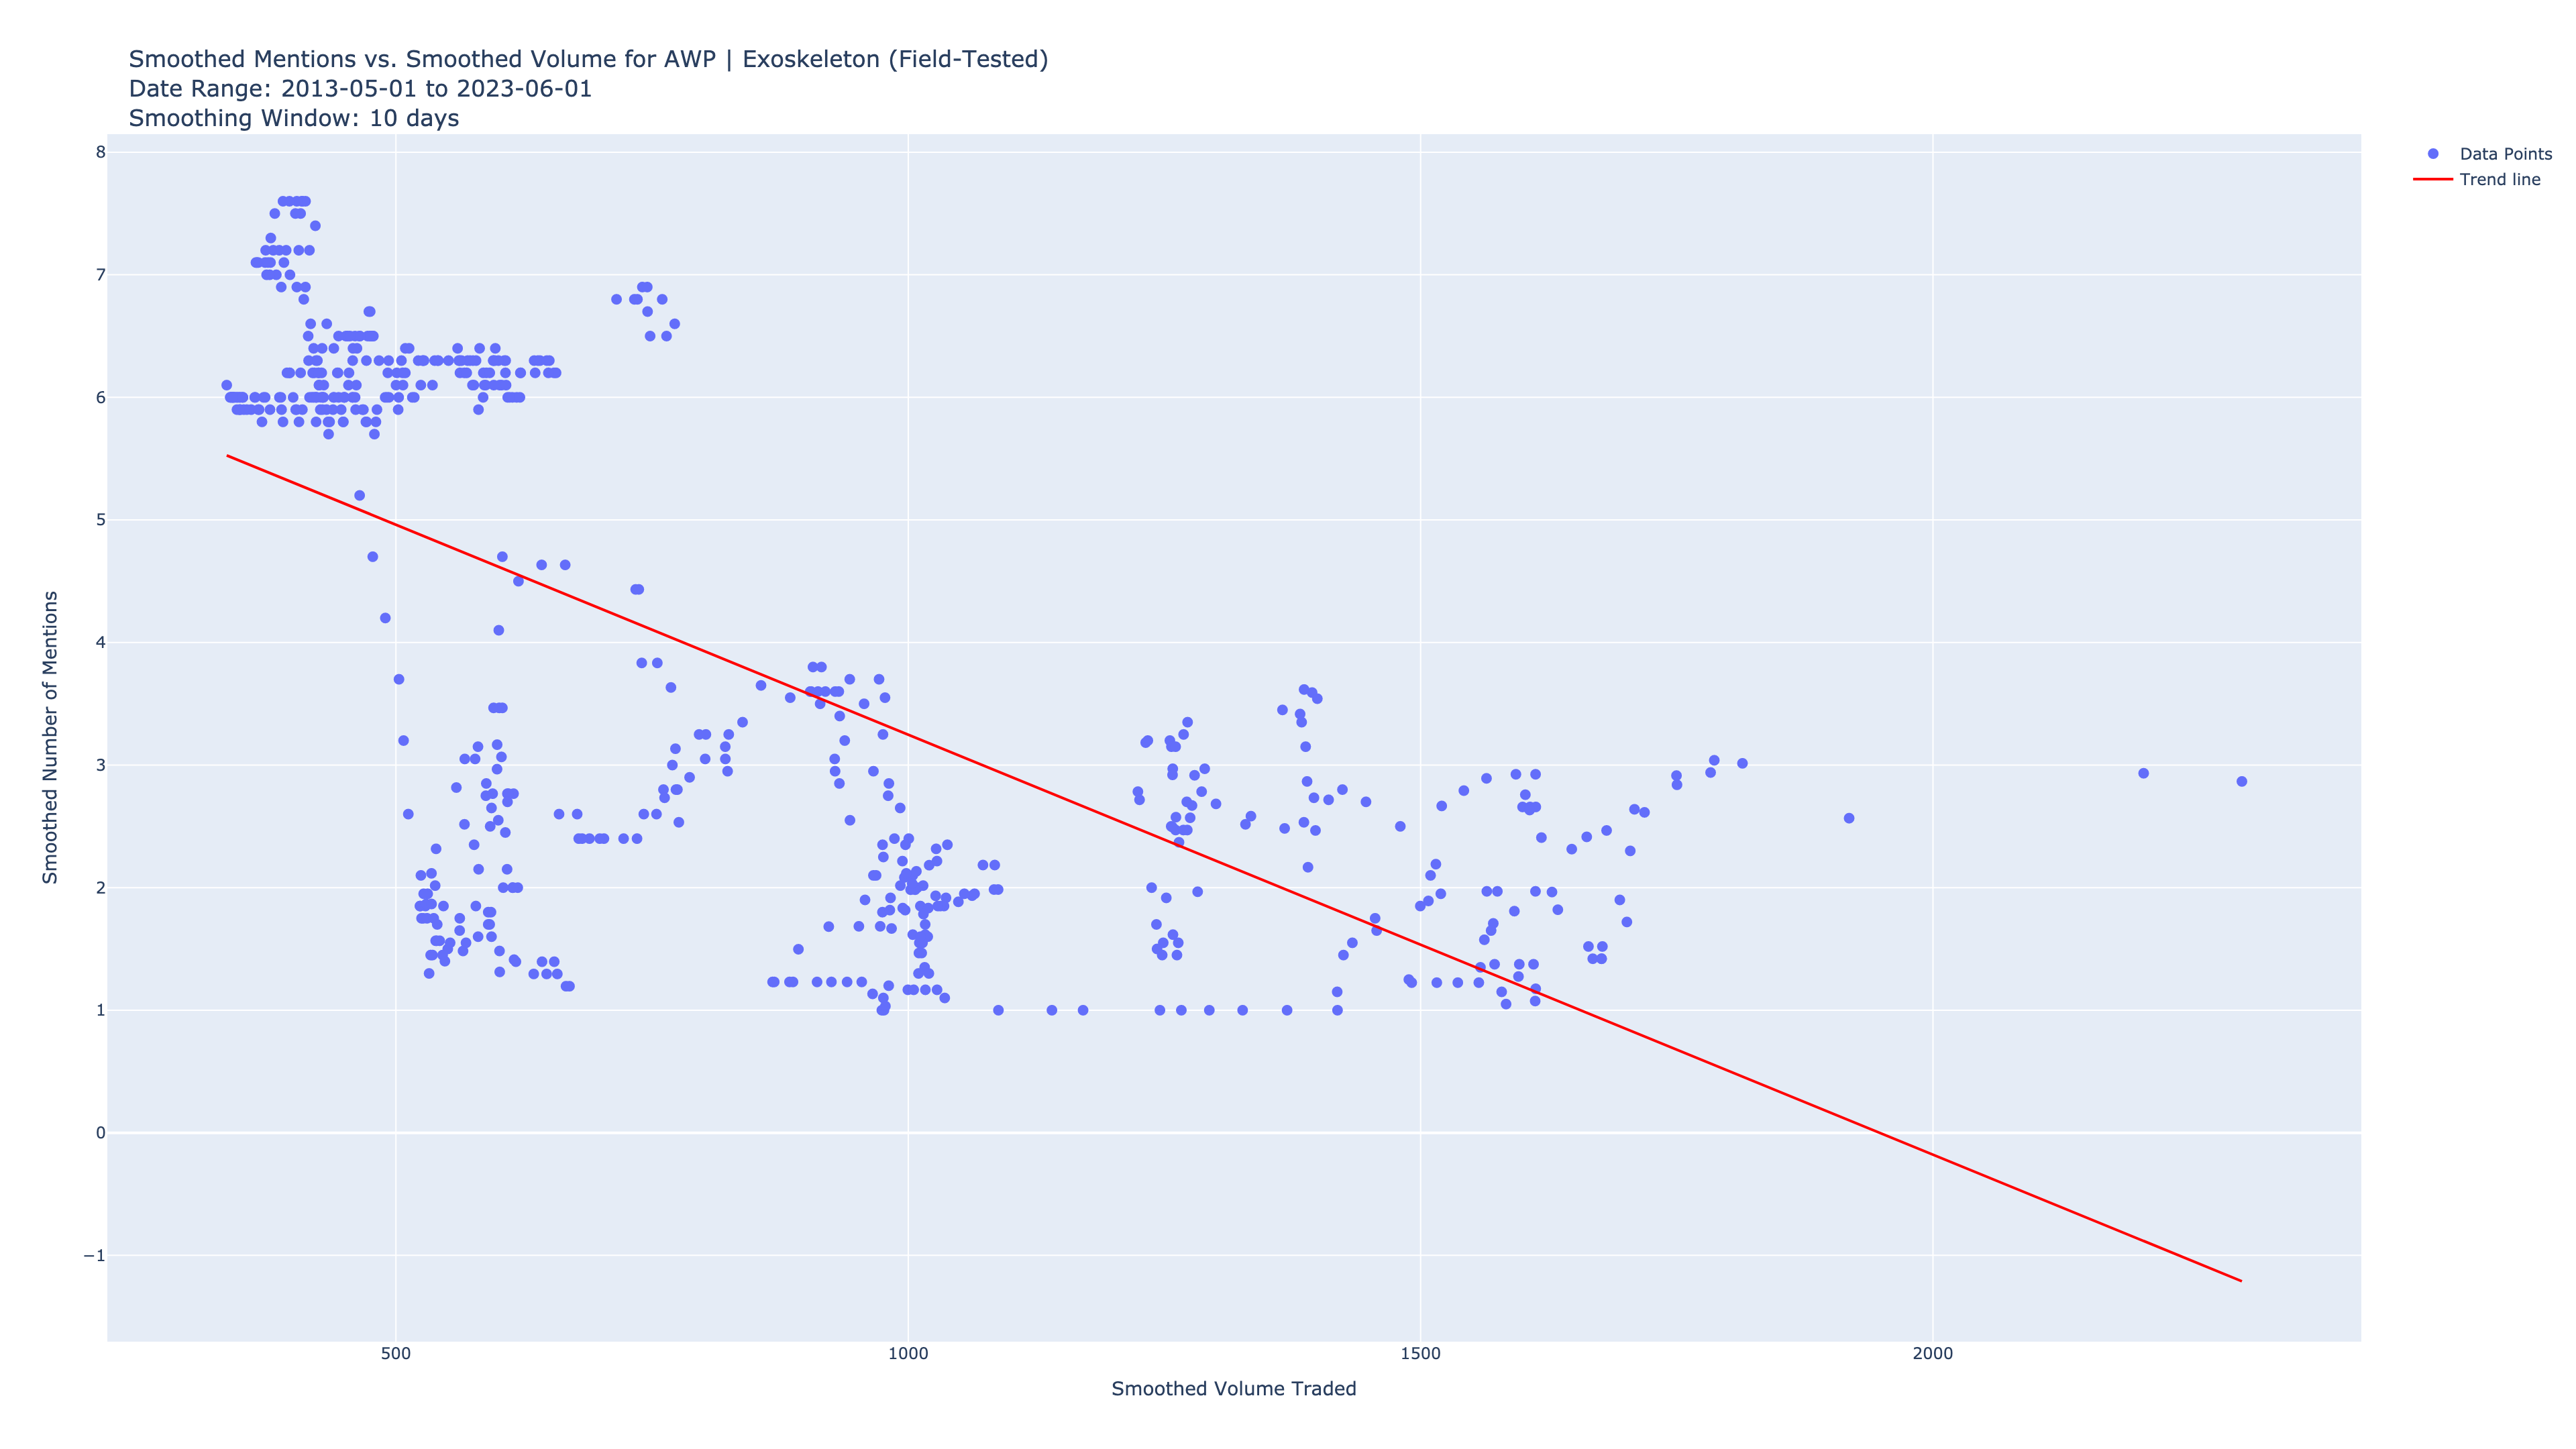 Smoothed Mentions vs. Smoothed Volume for AWP | Exoskeleton (Field-Tested)
Date Range: 2013-05-01 to 2023-06-01
Smoothing Window: 10 days
Data Points
Trend line
8
7
6
5
4
3
2
1
0
−1
Smoothed Number of Mentions
500
1000
1500
2000
Smoothed Volume Traded